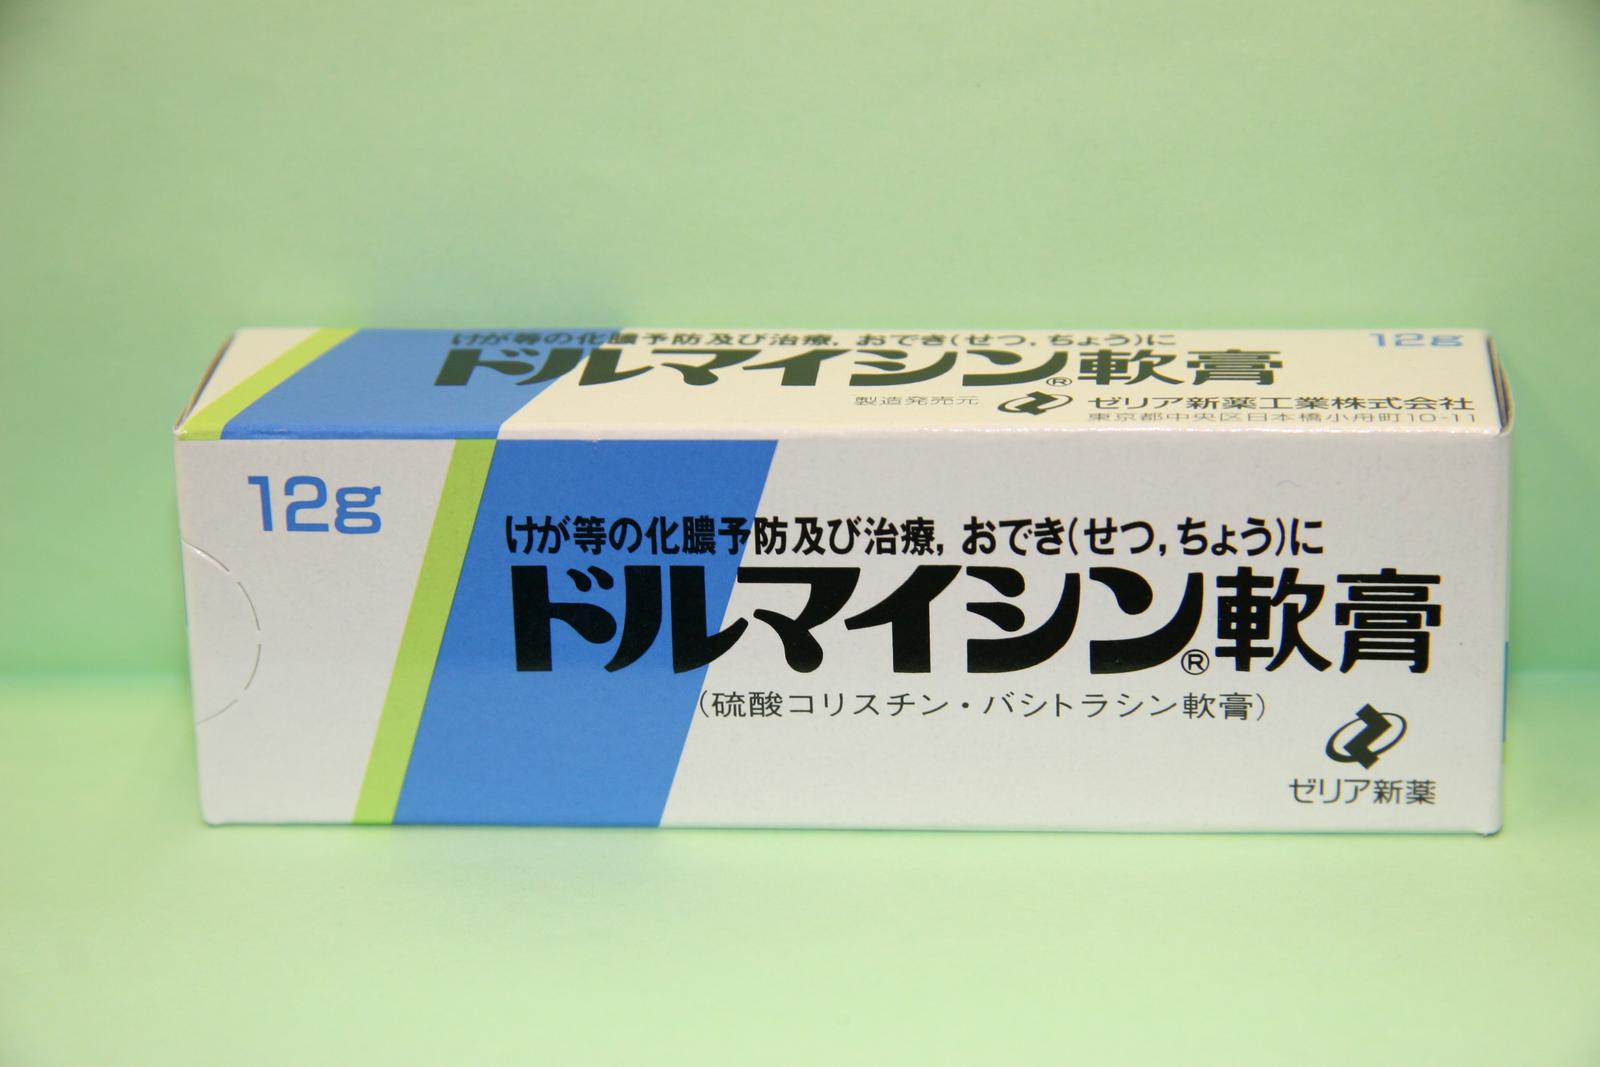 けが等の化膿予防及び治療, おでき(せつ, ちょう)に
12g
ドルマイシン®軟膏
製造発売元 ゼリア新薬工業株式会社
東京都中央区日本橋小舟町10-11
12g
けが等の化膿予防及び治療, おでき(せつ, ちょう)に
ドルマイシン®軟膏
(硫酸コリスチン・バシトラシン軟膏)
ゼリア新薬